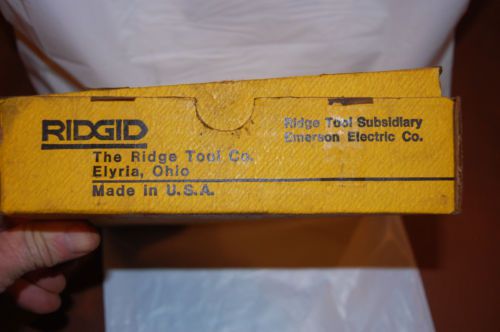 RIDGID
The Ridge Tool Co.
Elyria, Ohio
Made in U.S.A.
Ridge Tool Subsidiary
Emerson Electric Co.